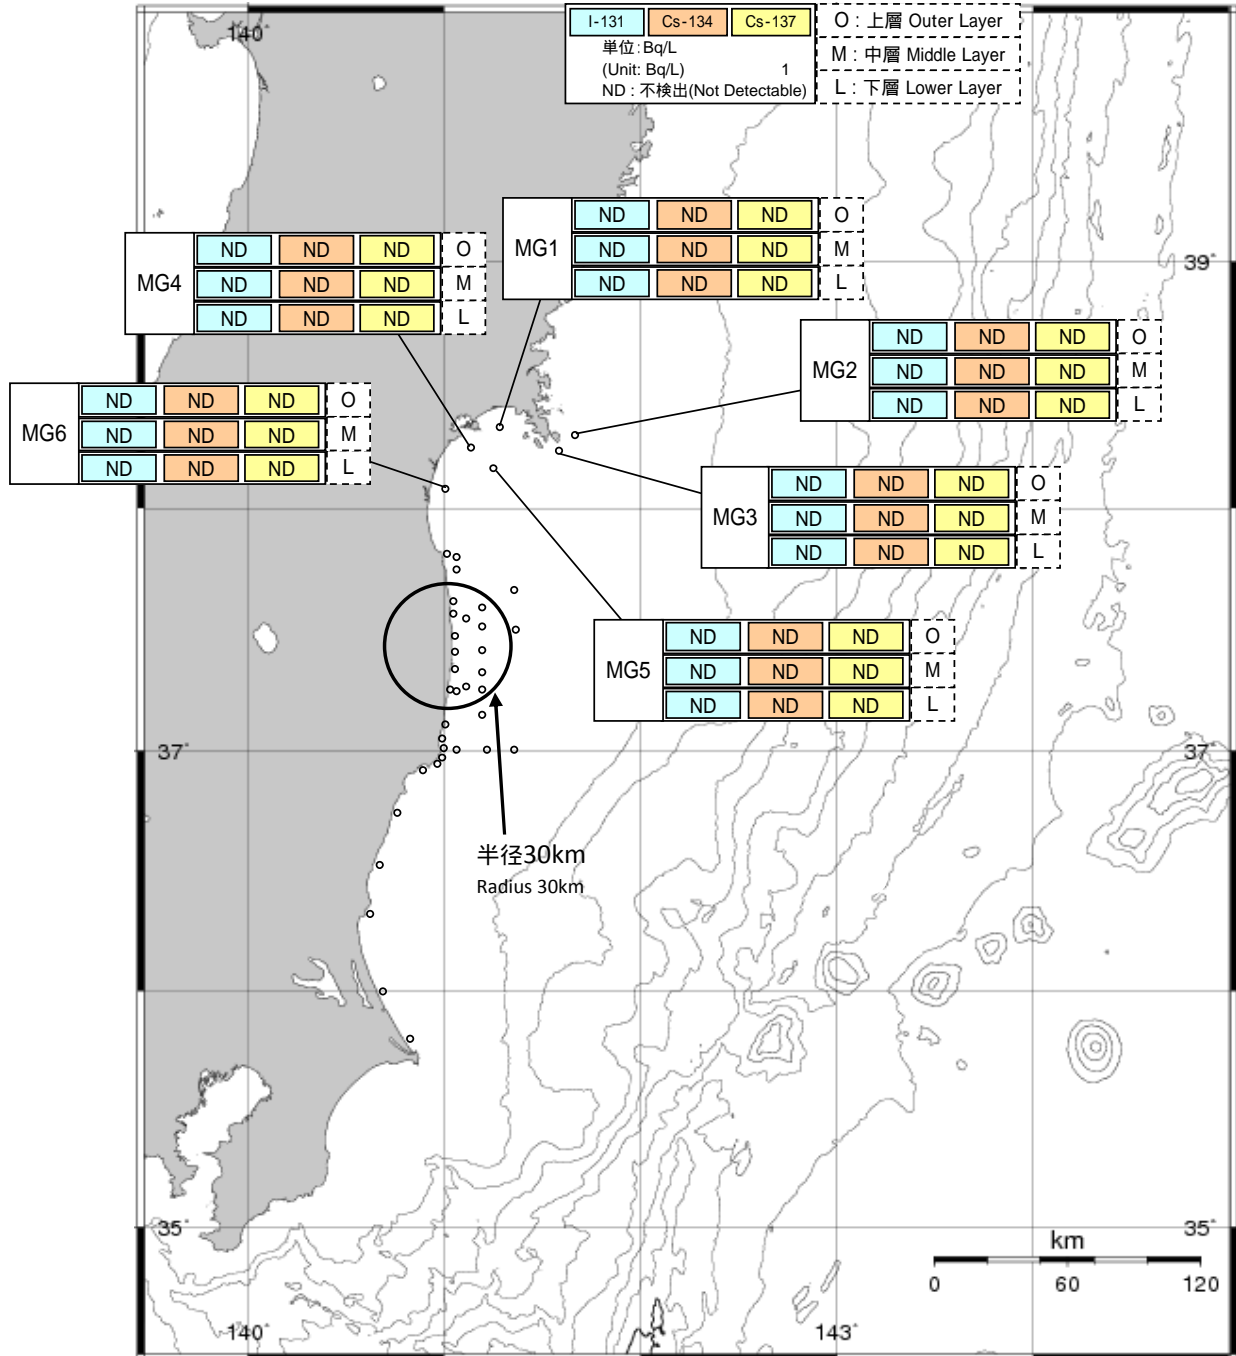 140°
I-131 Cs-134 Cs-137
単位：Bq/L
(Unit: Bq/L) 1
ND : 不検出(Not Detectable)
O : 上層 Outer Layer
M : 中層 Middle Layer
L : 下層 Lower Layer
MG1
ND ND ND O
ND ND ND M
ND ND ND L
MG4
ND ND ND O
ND ND ND M
ND ND ND L
39°
MG2
ND ND ND O
ND ND ND M
ND ND ND L
MG6
ND ND ND O
ND ND ND M
ND ND ND L
MG3
ND ND ND O
ND ND ND M
ND ND ND L
MG5
ND ND ND O
ND ND ND M
ND ND ND L
37°
37°
半径30km
Radius 30km
35°
35°
km
0 60 120
140°
143°